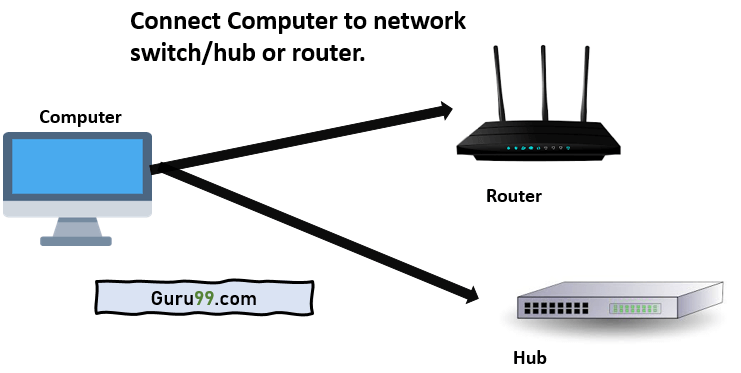 Connect Computer to network
switch/hub or router.
Computer
Router
Guru99.com
Hub